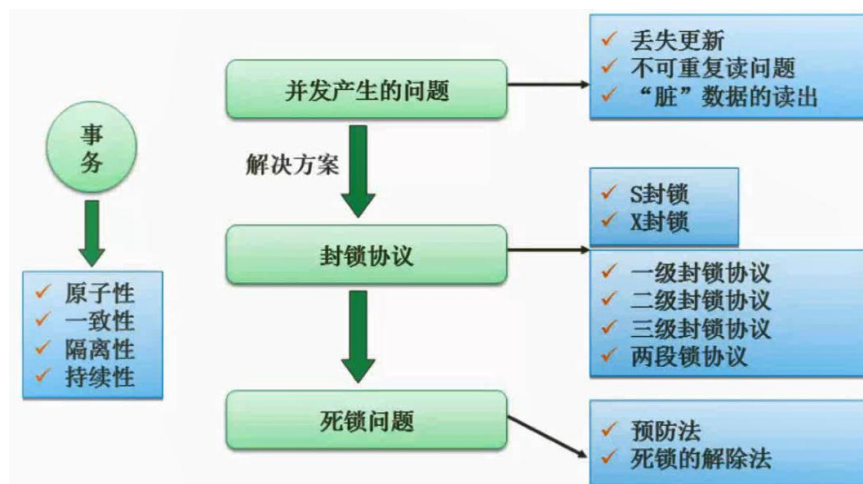 事
务
原子性
一致性
隔离性
持续性
并发产生的问题
丢失更新
不可重复读问题
“脏”数据的读出
解决方案
封锁协议
S封锁
X封锁
一级封锁协议
二级封锁协议
三级封锁协议
两段锁协议
死锁问题
预防法
死锁的解除法